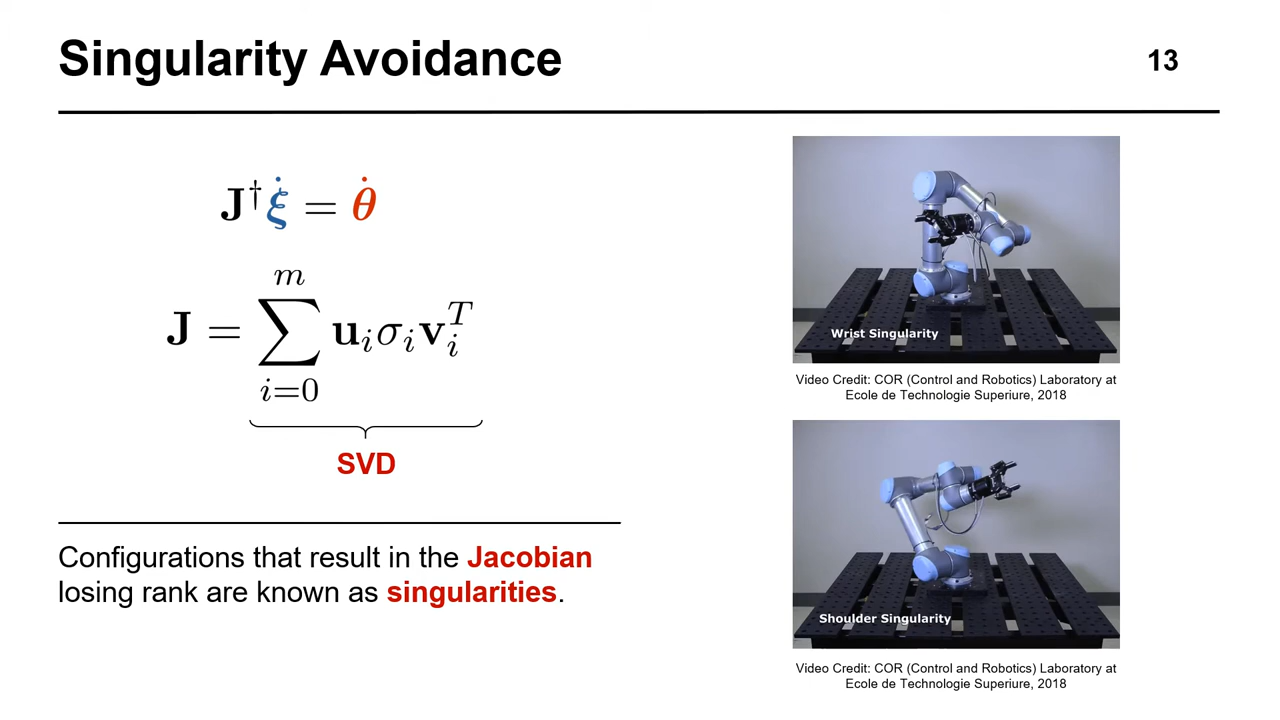 Singularity Avoidance
13
J† ξ̇ = θ̇
m
J = ∑ uᵢσᵢvᵢᵀ
i=0
SVD
Configurations that result in the Jacobian
losing rank are known as singularities.
Wrist Singularity
Video Credit: COR (Control and Robotics) Laboratory at
Ecole de Technologie Superiure, 2018
Shoulder Singularity
Video Credit: COR (Control and Robotics) Laboratory at
Ecole de Technologie Superiure, 2018